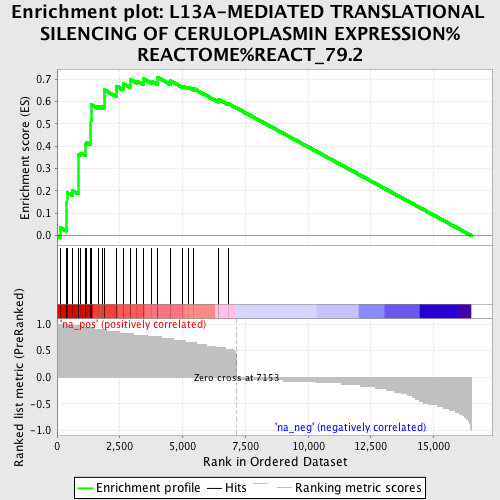 Enrichment plot: L13A-MEDIATED TRANSLATIONAL
SILENCING OF CERULOPLASMIN EXPRESSION%
REACTOME%REACT_79.2
Enrichment score (ES)
0.7
0.6
0.5
0.4
0.3
0.2
0.1
0.0
Ranked list metric (PreRanked)
1.0
0.5
0.0
-0.5
-1.0
'na_pos' (positively correlated)
Zero cross at 7153
'na_neg' (negatively correlated)
0
2,500
5,000
7,500
10,000
12,500
15,000
Rank in Ordered Dataset
Enrichment profile
Hits
Ranking metric scores